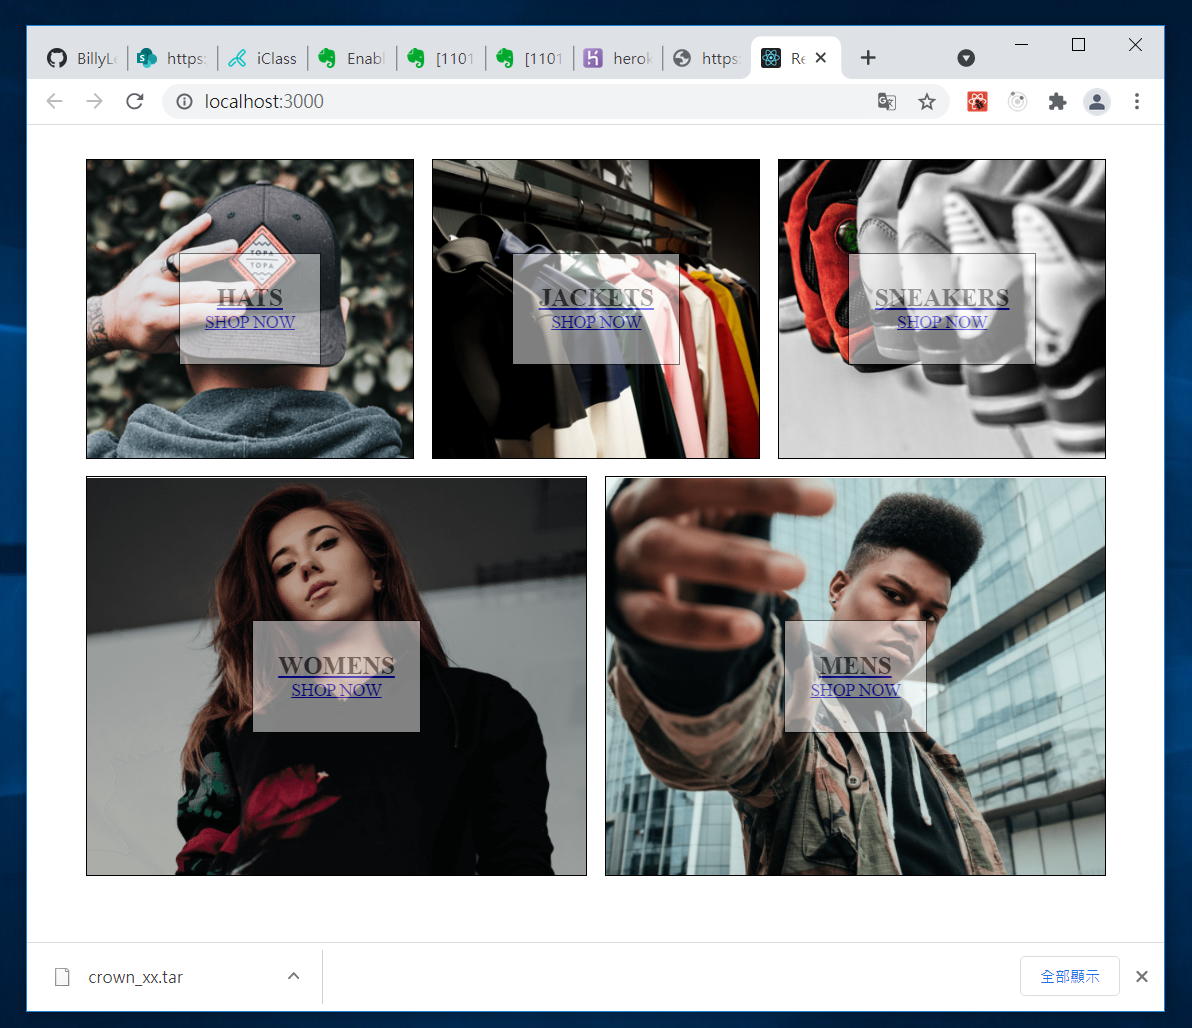 BillyLe
https:
iClass
Enabl
[1101
[1101
herok
https:
Re
localhost:3000
TOPA
TOPA
HATS
SHOP NOW
JACKETS
SHOP NOW
SNEAKERS
SHOP NOW
WOMENS
SHOP NOW
MENS
SHOP NOW
crown_xx.tar
全部顯示